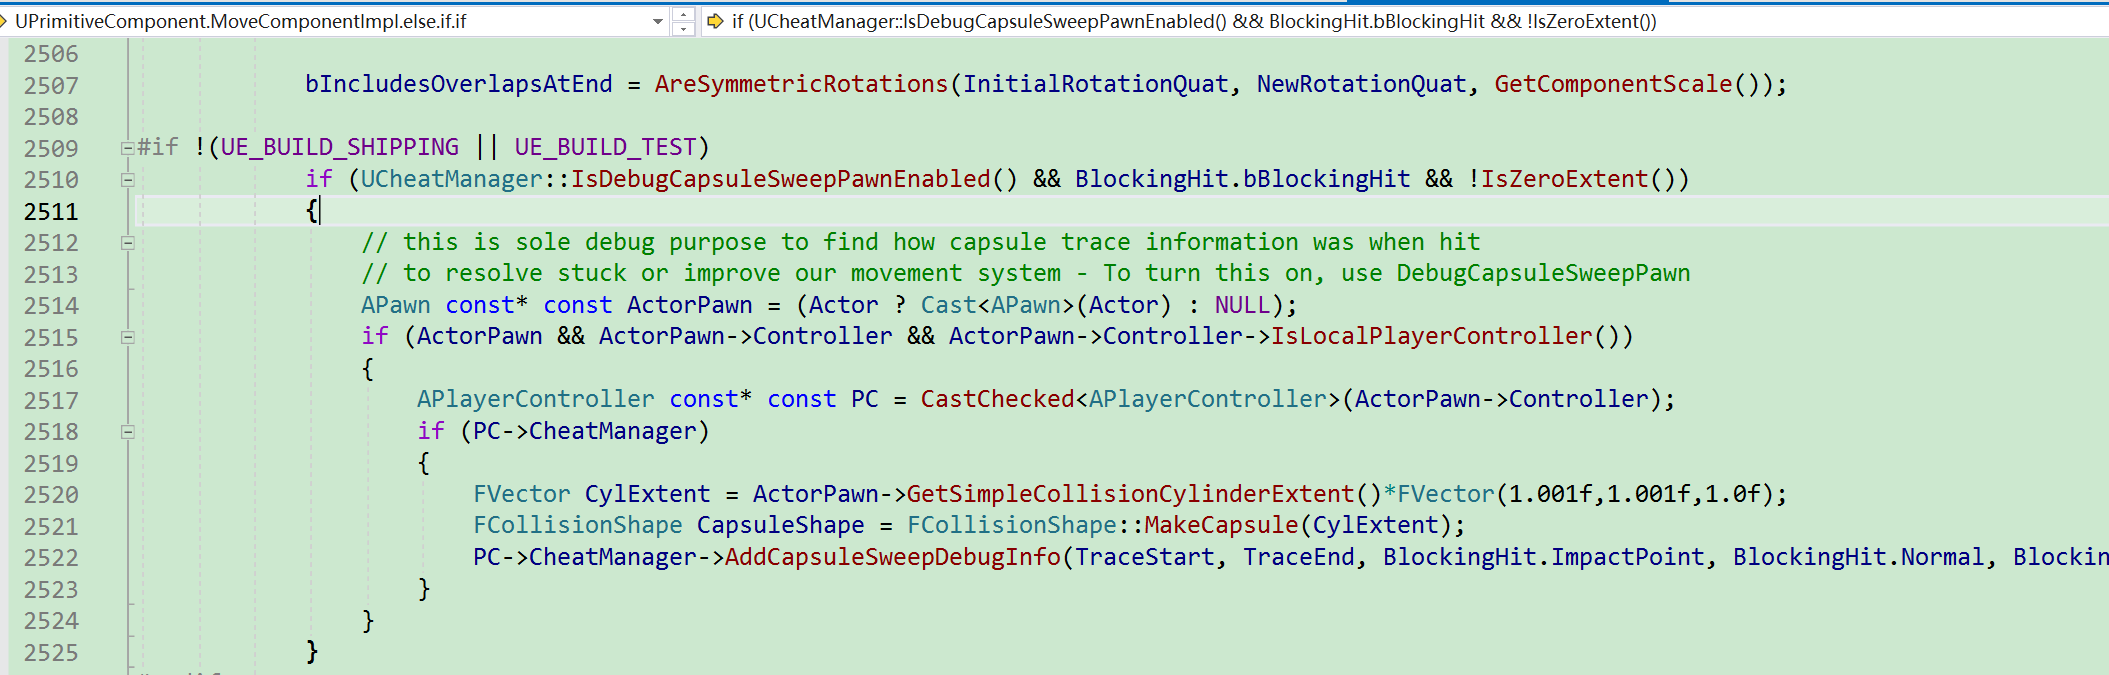 UPrimitiveComponent.MoveComponentImpl.else.if.if
if (UCheatManager::IsDebugCapsuleSweepPawnEnabled() && BlockingHit.bBlockingHit && !IsZeroExtent())
2506
2507 bIncludesOverlapsAtEnd = AreSymmetricRotations(InitialRotationQuat, NewRotationQuat, GetComponentScale());
2508
2509 #if !(UE_BUILD_SHIPPING || UE_BUILD_TEST)
2510 if (UCheatManager::IsDebugCapsuleSweepPawnEnabled() && BlockingHit.bBlockingHit && !IsZeroExtent())
2511 {
2512 // this is sole debug purpose to find how capsule trace information was when hit
2513 // to resolve stuck or improve our movement system - To turn this on, use DebugCapsuleSweepPawn
2514 APawn const* const ActorPawn = (Actor ? Cast<APawn>(Actor) : NULL);
2515 if (ActorPawn && ActorPawn->Controller && ActorPawn->Controller->IsLocalPlayerController())
2516 {
2517 APlayerController const* const PC = CastChecked<APlayerController>(ActorPawn->Controller);
2518 if (PC->CheatManager)
2519 {
2520 FVector CylExtent = ActorPawn->GetSimpleCollisionCylinderExtent()*FVector(1.001f,1.001f,1.0f);
2521 FCollisionShape CapsuleShape = FCollisionShape::MakeCapsule(CylExtent);
2522 PC->CheatManager->AddCapsuleSweepDebugInfo(TraceStart, TraceEnd, BlockingHit.ImpactPoint, BlockingHit.Normal, Blockin
2523 }
2524 }
2525 }